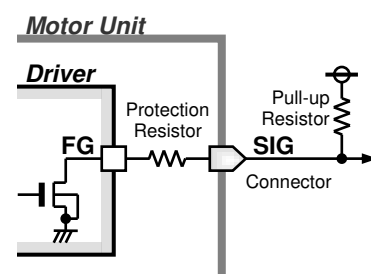 Motor Unit
Driver
Protection
Resistor
Pull-up
Resistor
FG
SIG
Connector